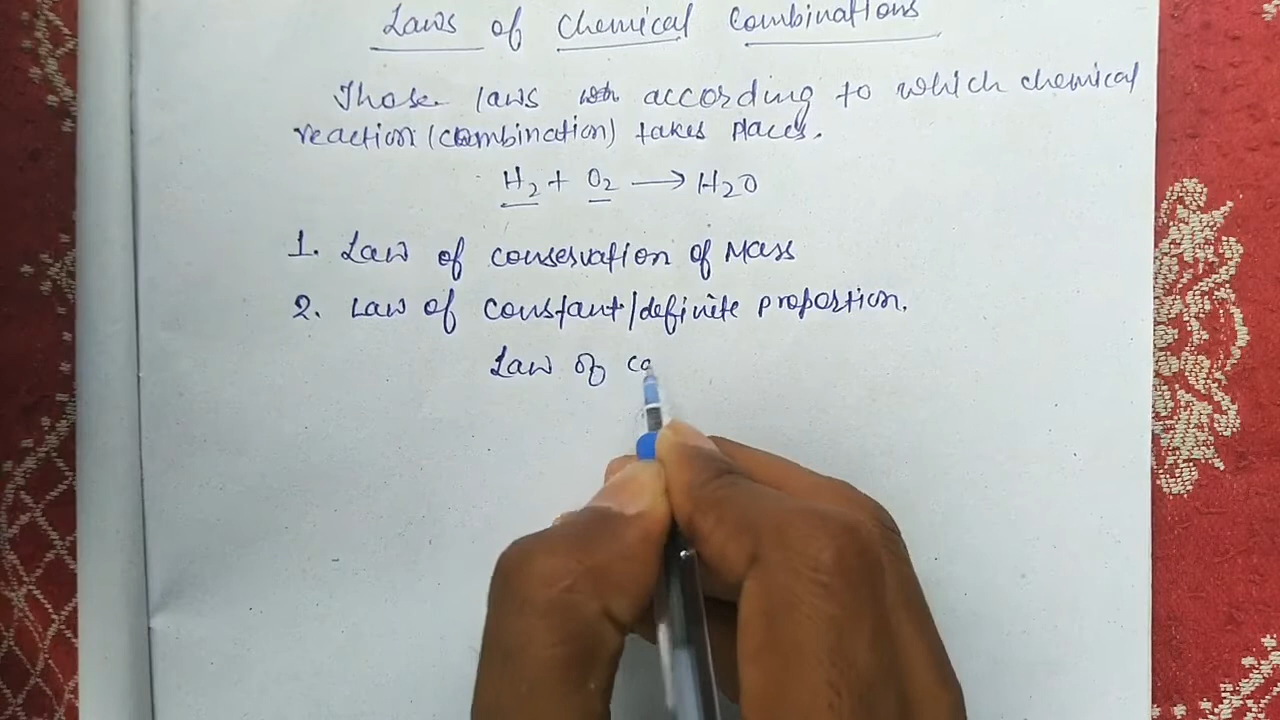 Laws of Chemical Combinations
Those laws according to which chemical
reaction (combination) takes places.
H2 + O2 → H2O
1. Law of conservation of Mass
2. Law of constant/definite proportion.
Law of co